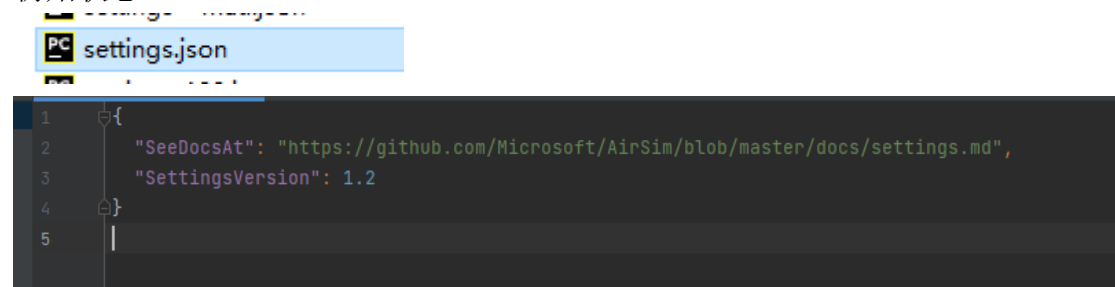 PC settings.json
1 {
2 "SeeDocsAt": "https://github.com/Microsoft/AirSim/blob/master/docs/settings.md",
3 "SettingsVersion": 1.2
4 }
5